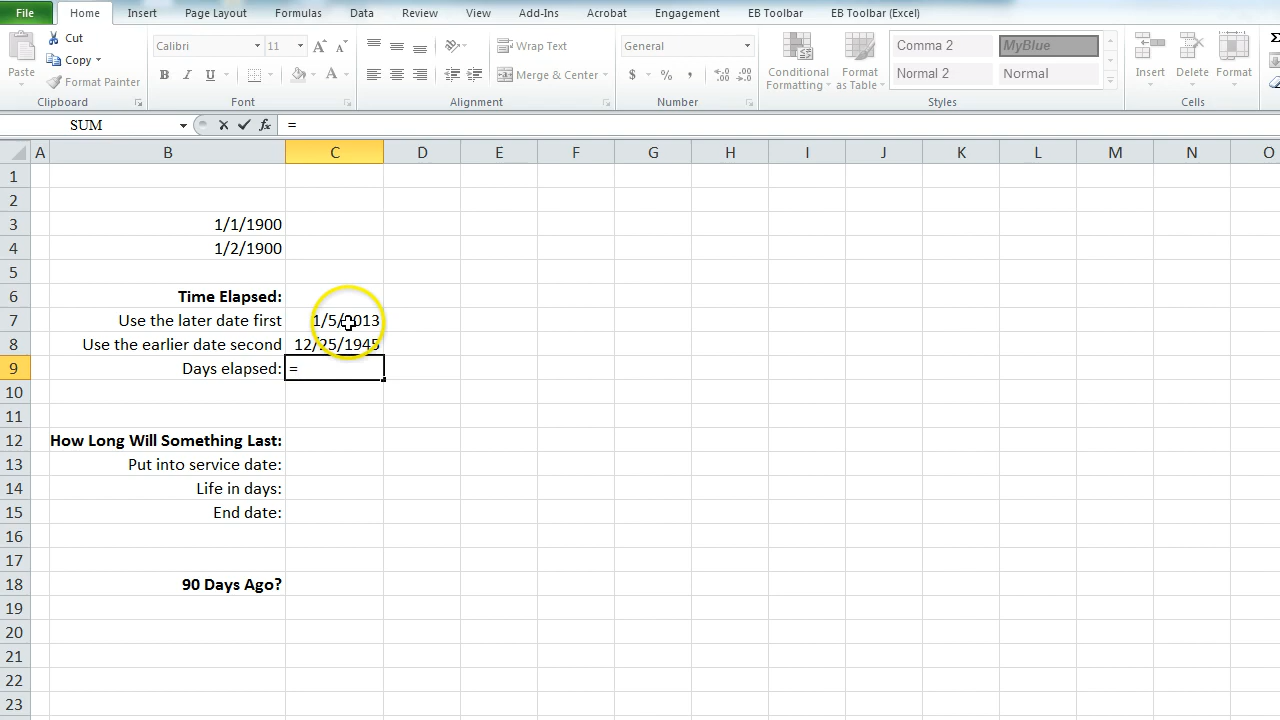 File Home Insert Page Layout Formulas Data Review View Add-Ins Acrobat Engagement EB Toolbar EB Toolbar (Excel)
Cut Calibri 11 Wrap Text General Comma 2 MyBlue
Paste Copy Conditional Formatting Format as Table Insert Delete Format
Format Painter B I U A Merge & Center $ % , Normal 2 Normal
Clipboard Font Alignment Number Styles Cells
SUM fx =
A B C D E F G H I J K L M N O
1
2
3 1/1/1900
4 1/2/1900
5
6 Time Elapsed:
7 Use the later date first 1/5/2013
8 Use the earlier date second 12/25/1945
9 Days elapsed: =
10
11
12 How Long Will Something Last:
13 Put into service date:
14 Life in days:
15 End date:
16
17
18 90 Days Ago?
19
20
21
22
23